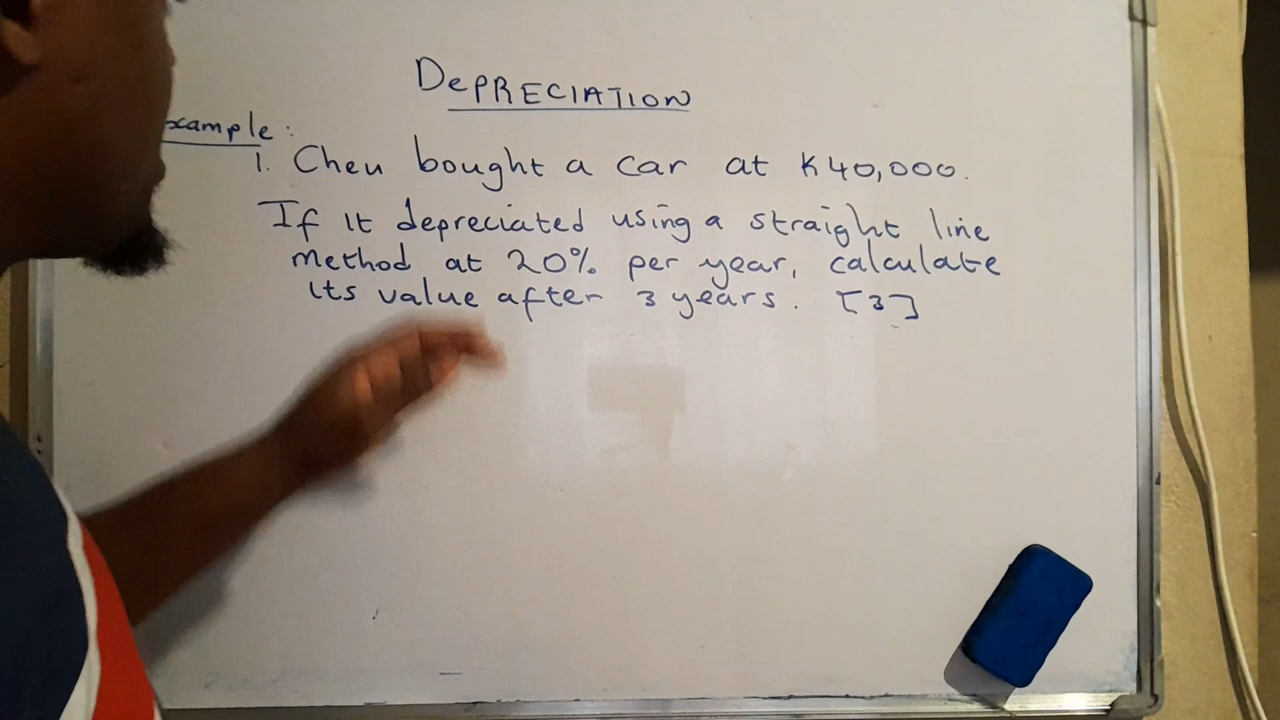 DePRECIATION
xample:
1. Cheu bought a car at K40,000.
If it depreciated using a straight line
method at 20% per year, calculate
its value after 3 years. [3]